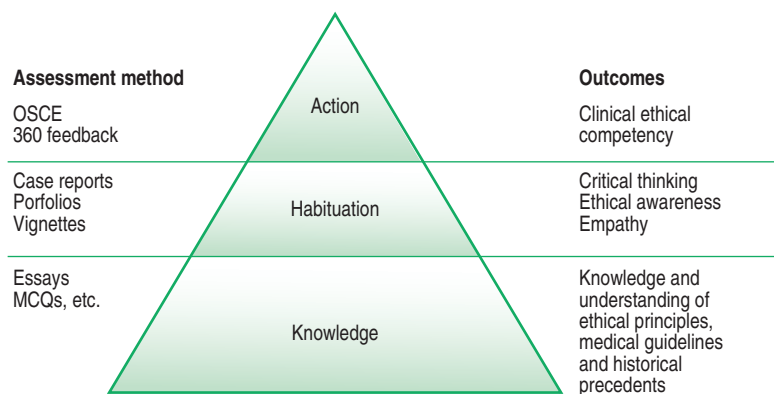 Assessment method
OSCE
360 feedback
Action
Outcomes
Clinical ethical
competency
Case reports
Porfolios
Vignettes
Habituation
Critical thinking
Ethical awareness
Empathy
Essays
MCQs, etc.
Knowledge
Knowledge and
understanding of
ethical principles,
medical guidelines
and historical
precedents